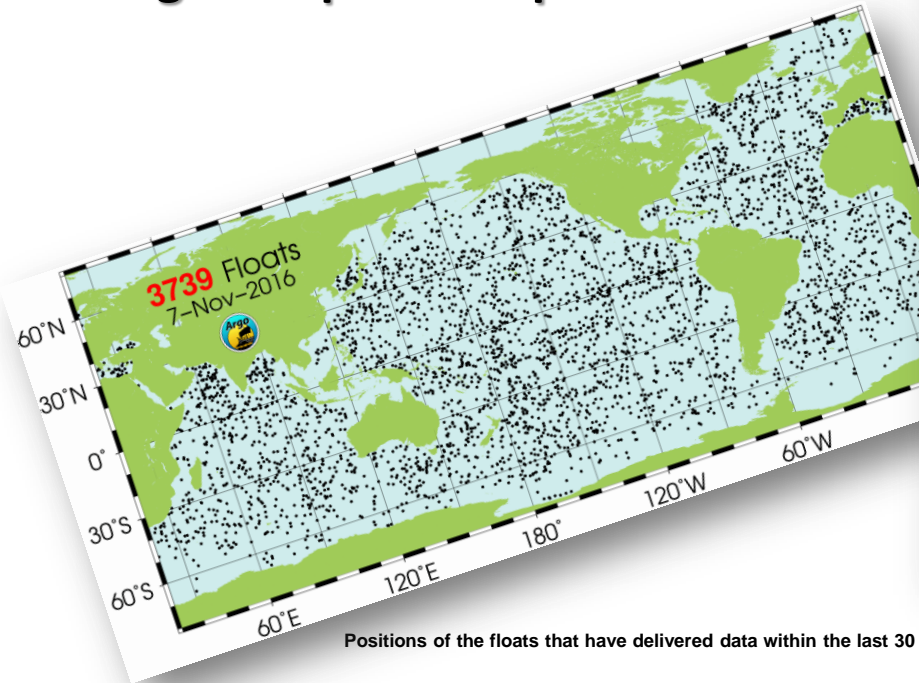 3739 Floats
7-Nov-2016
Argo
60°N
30°N
0°
30°S
60°S
60°E
120°E
180°
120°W
60°W
Positions of the floats that have delivered data within the last 30